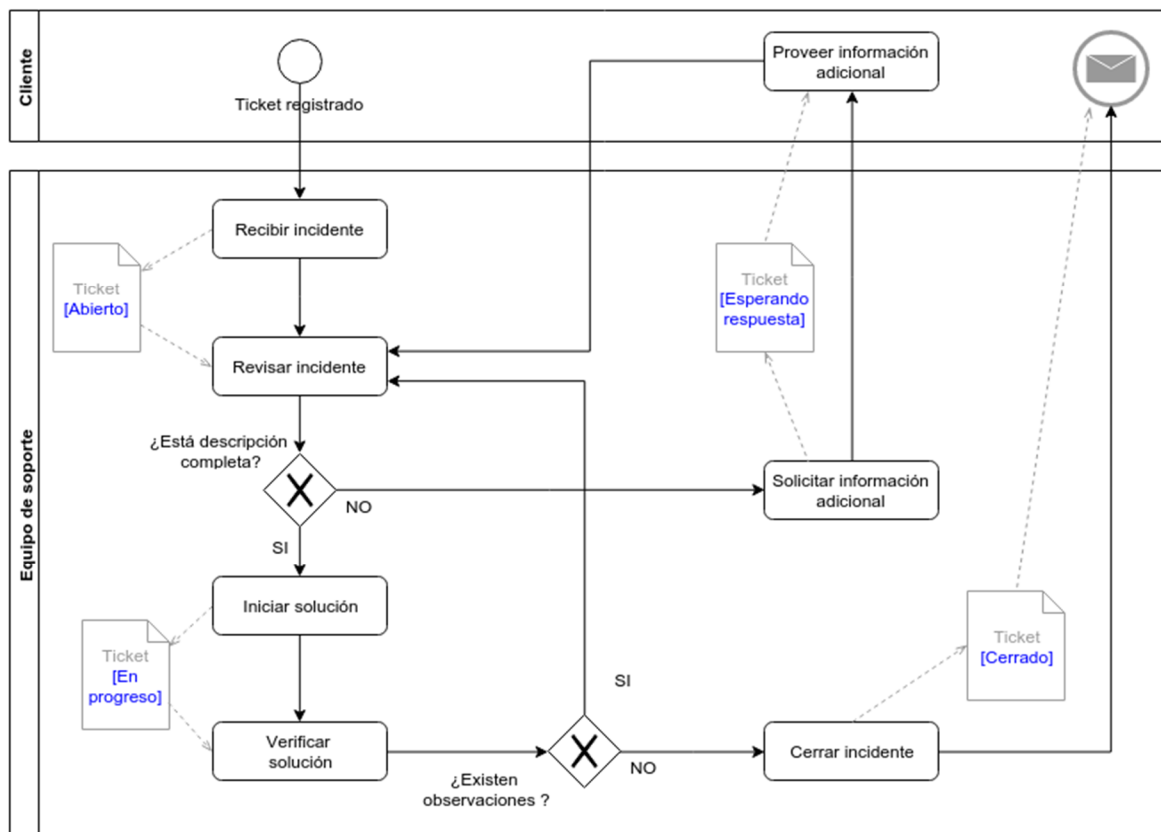 Cliente
Ticket registrado
Proveer información
adicional
Equipo de soporte
Recibir incidente
Ticket
[Abierto]
Ticket
[Esperando
respuesta]
Revisar incidente
¿Está descripción
completa?
NO
Solicitar información
adicional
SI
Iniciar solución
Ticket
[En
progreso]
Ticket
[Cerrado]
SI
Verificar
solución
¿Existen
observaciones ?
NO
Cerrar incidente